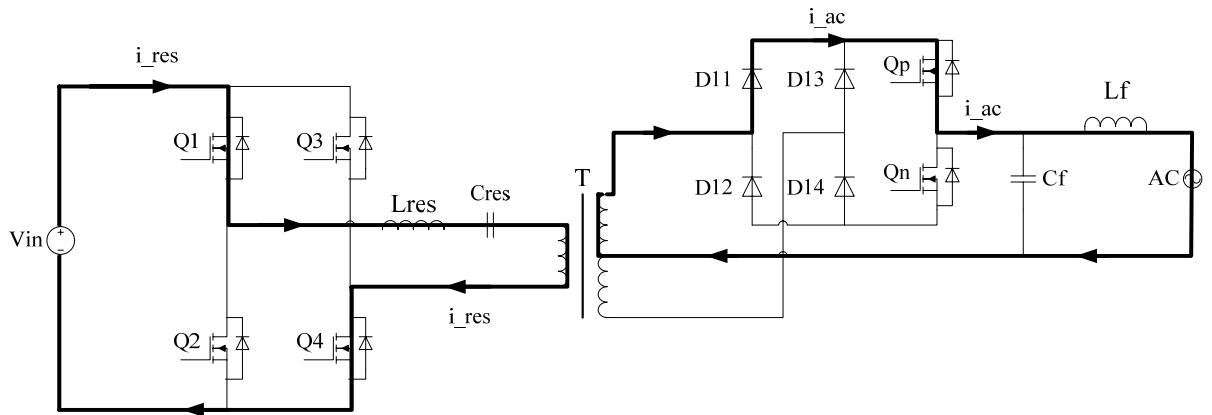 i_ac
i_res
D11
D13
Qp
Lf
i_ac
Q1
Q3
T
Cres
Lres
D12
D14
Qn
Cf
AC
Vin
+
−
i_res
Q2
Q4